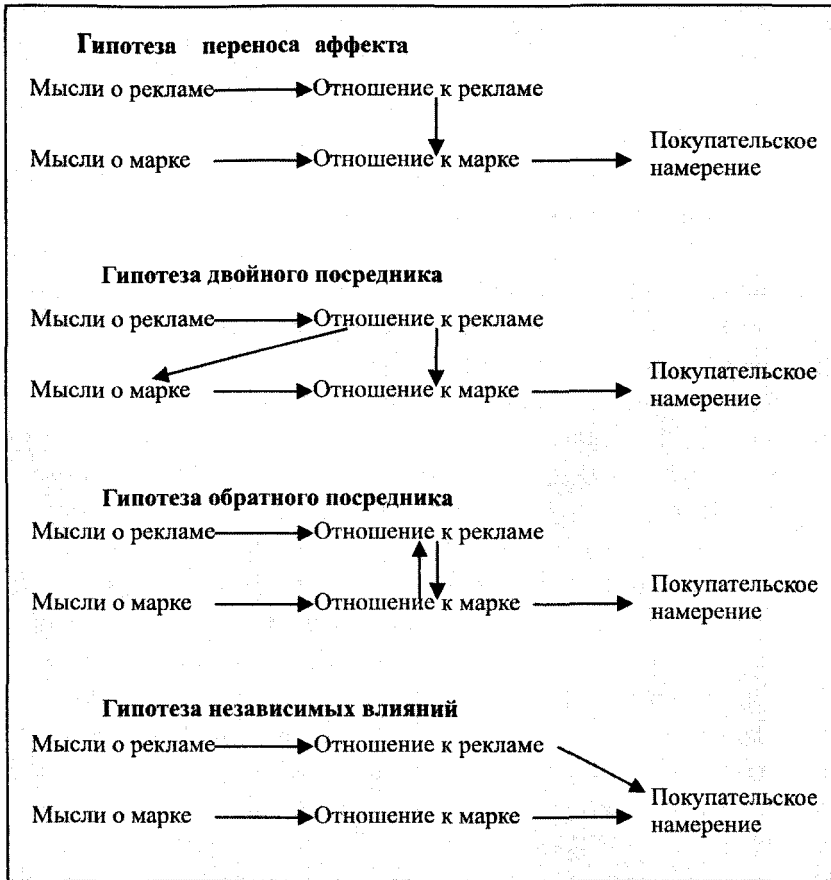 Гипотеза переноса аффекта
Мысли о рекламе Отношение к рекламе
Мысли о марке Отношение к марке Покупательское
намерение
Гипотеза двойного посредника
Мысли о рекламе Отношение к рекламе
Мысли о марке Отношение к марке Покупательское
намерение
Гипотеза обратного посредника
Мысли о рекламе Отношение к рекламе
Мысли о марке Отношение к марке Покупательское
намерение
Гипотеза независимых влияний
Мысли о рекламе Отношение к рекламе
Мысли о марке Отношение к марке Покупательское
намерение